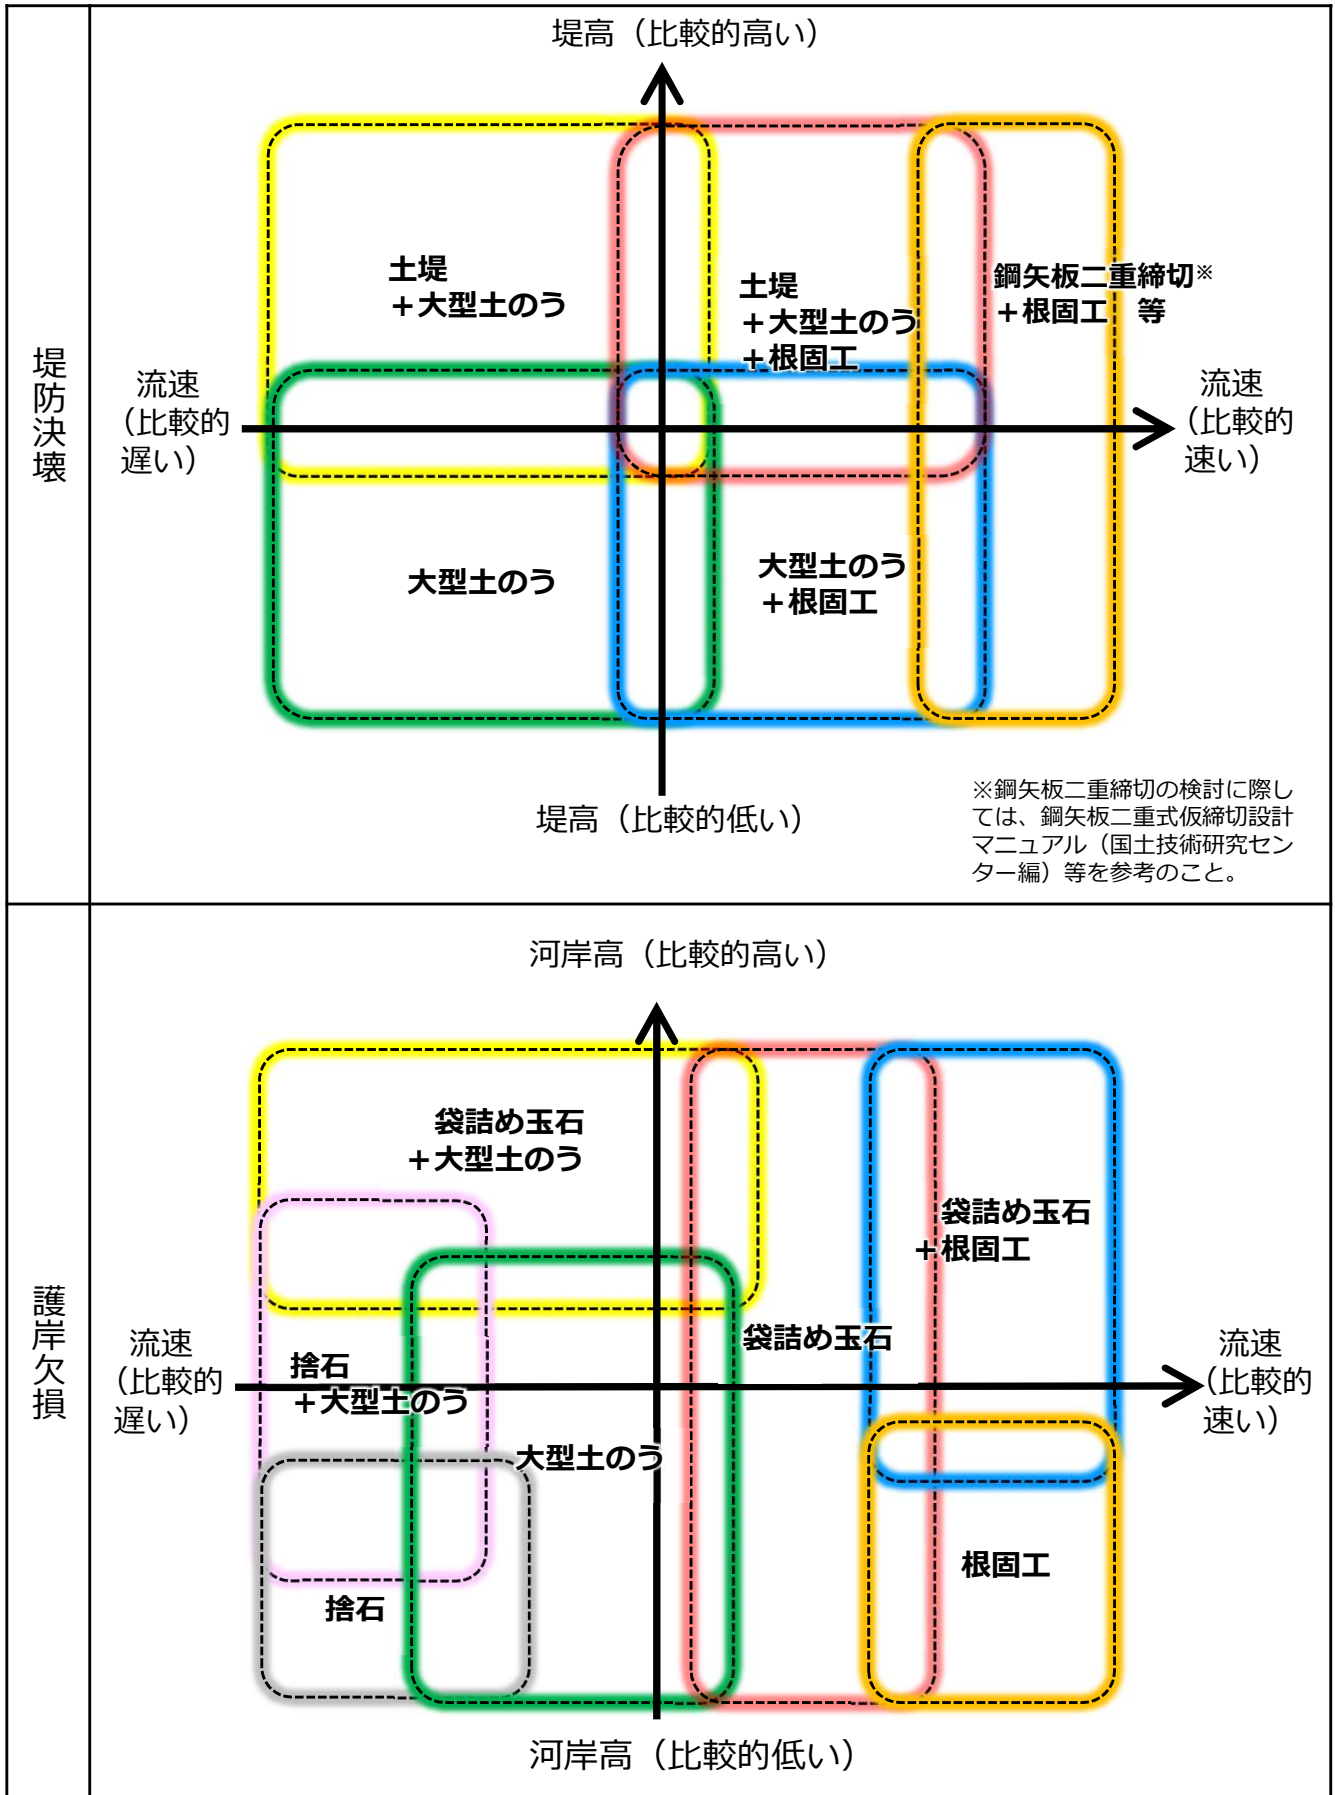 堤防決壊
堤高（比較的高い）
土堤
＋大型土のう
土堤
＋大型土のう
＋根固工
鋼矢板二重締切※
＋根固工　等
流速
（比較的
遅い）
流速
（比較的
速い）
大型土のう
大型土のう
＋根固工
堤高（比較的低い）
※鋼矢板二重締切の検討に際し
ては、鋼矢板二重式仮締切設計
マニュアル（国土技術研究セン
ター編）等を参考のこと。
護岸欠損
河岸高（比較的高い）
袋詰め玉石
＋大型土のう
袋詰め玉石
＋根固工
袋詰め玉石
流速
（比較的
遅い）
捨石
＋大型土のう
流速
（比較的
速い）
大型土のう
根固工
捨石
河岸高（比較的低い）